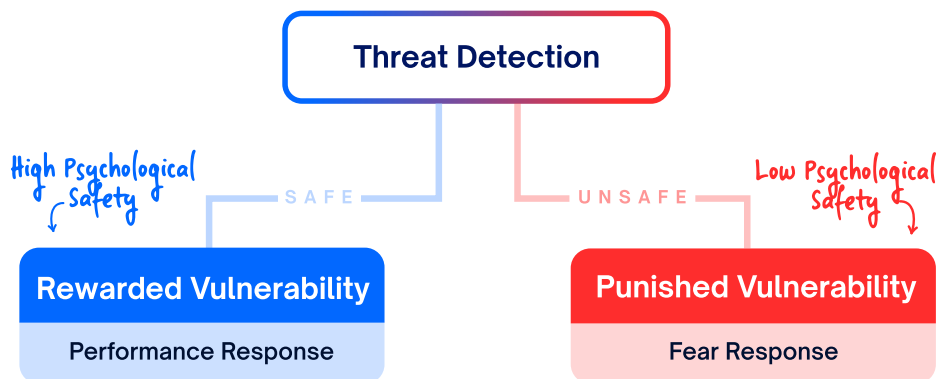 Threat Detection
High Psychological
Safety
SAFE
UNSAFE
Low Psychological
Safety
Rewarded Vulnerability
Performance Response
Punished Vulnerability
Fear Response